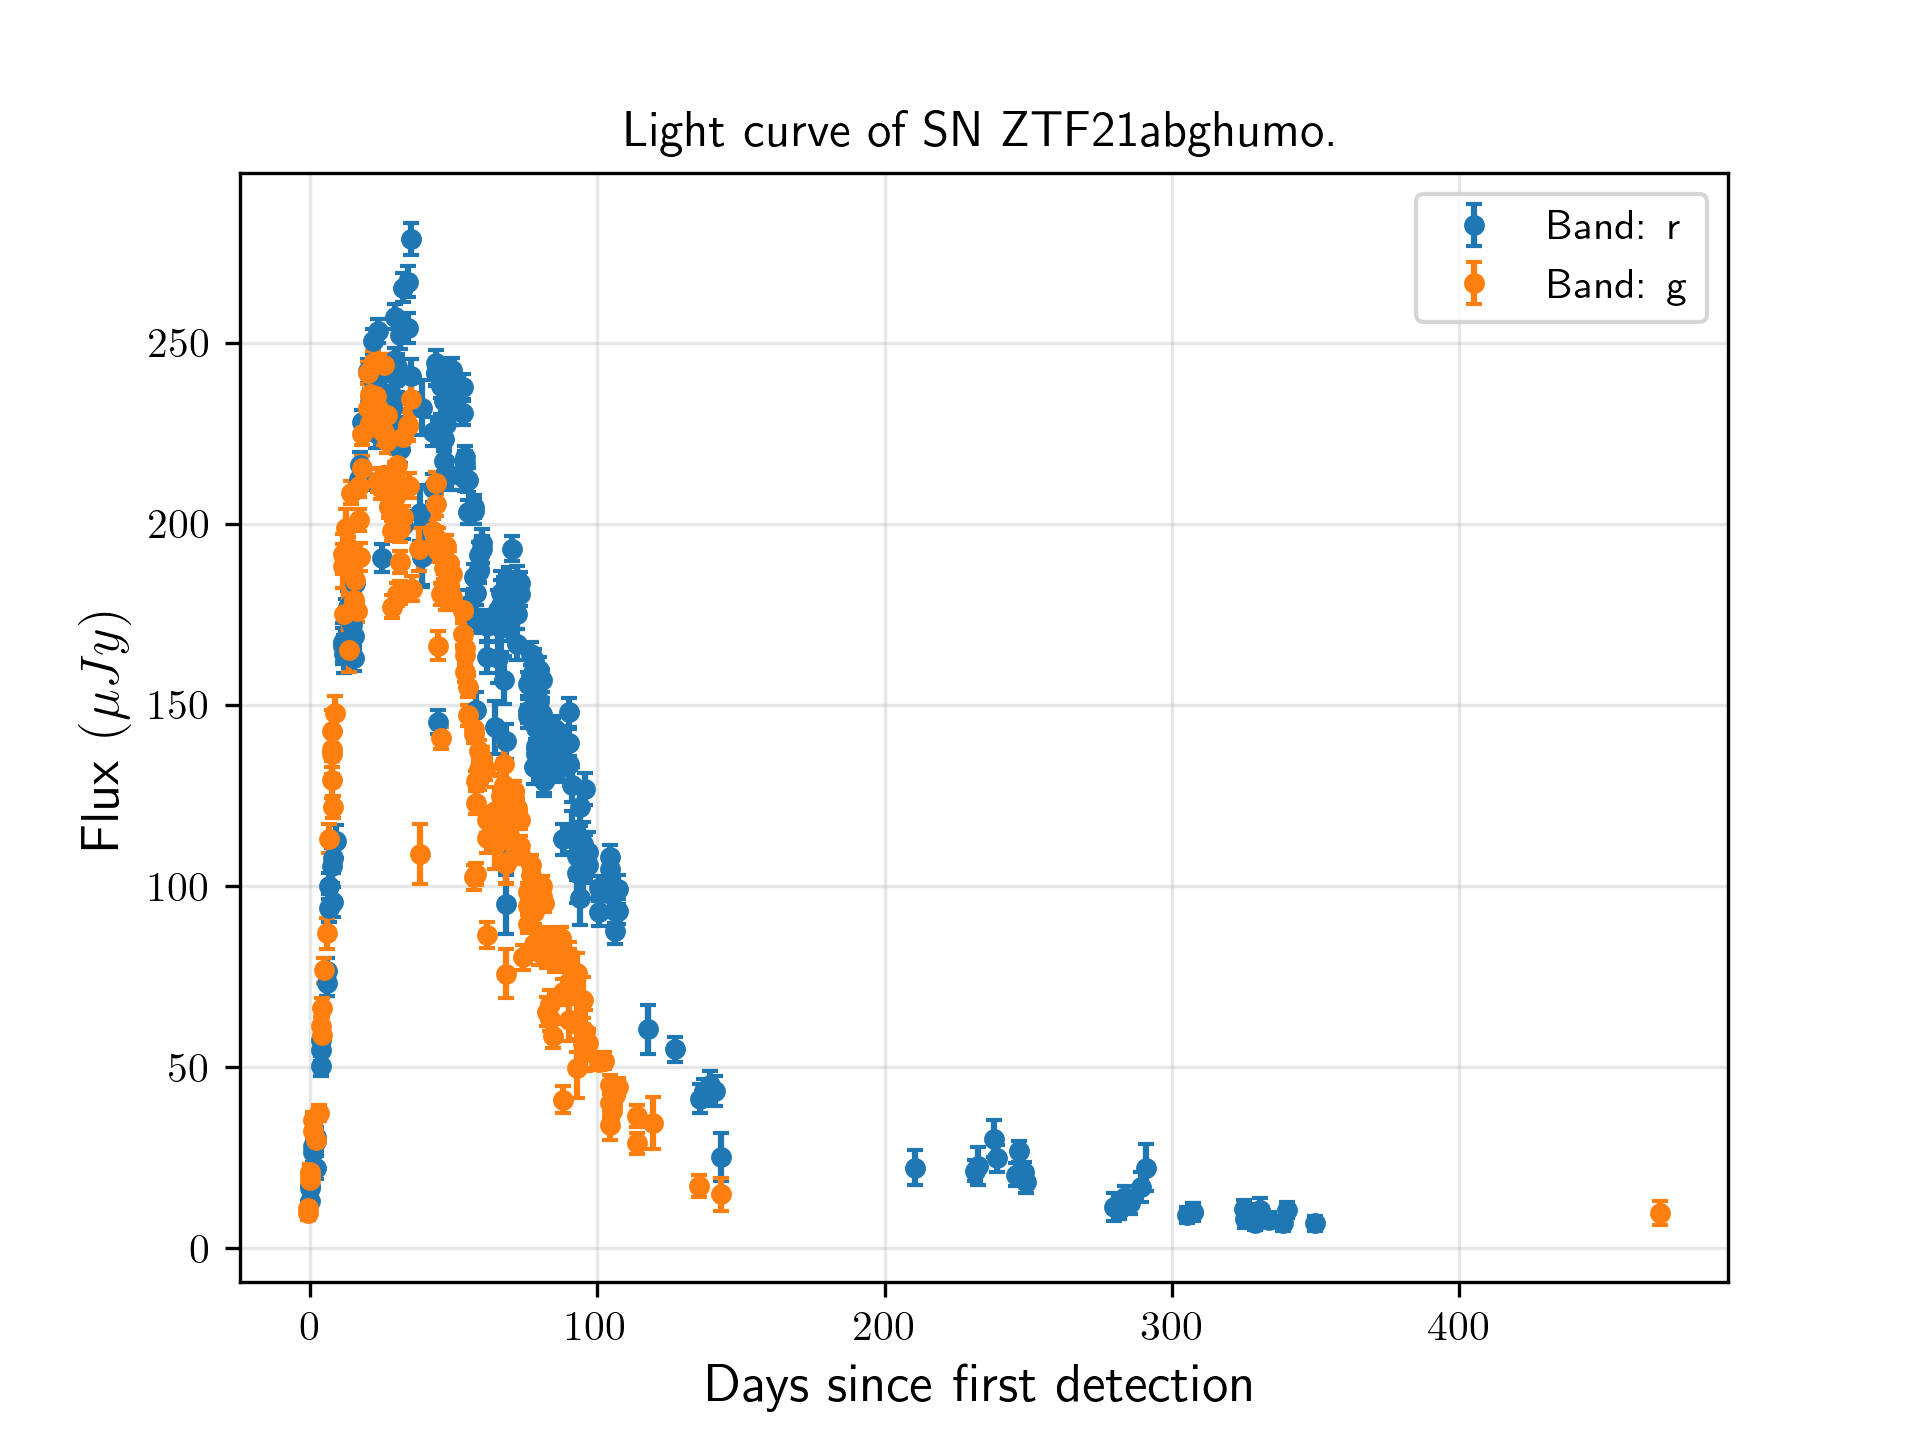 Light curve of SN ZTF21abghumo.
Band: r
Band: g
Flux (μJy)
250
200
150
100
50
0
0 100 200 300 400
Days since first detection